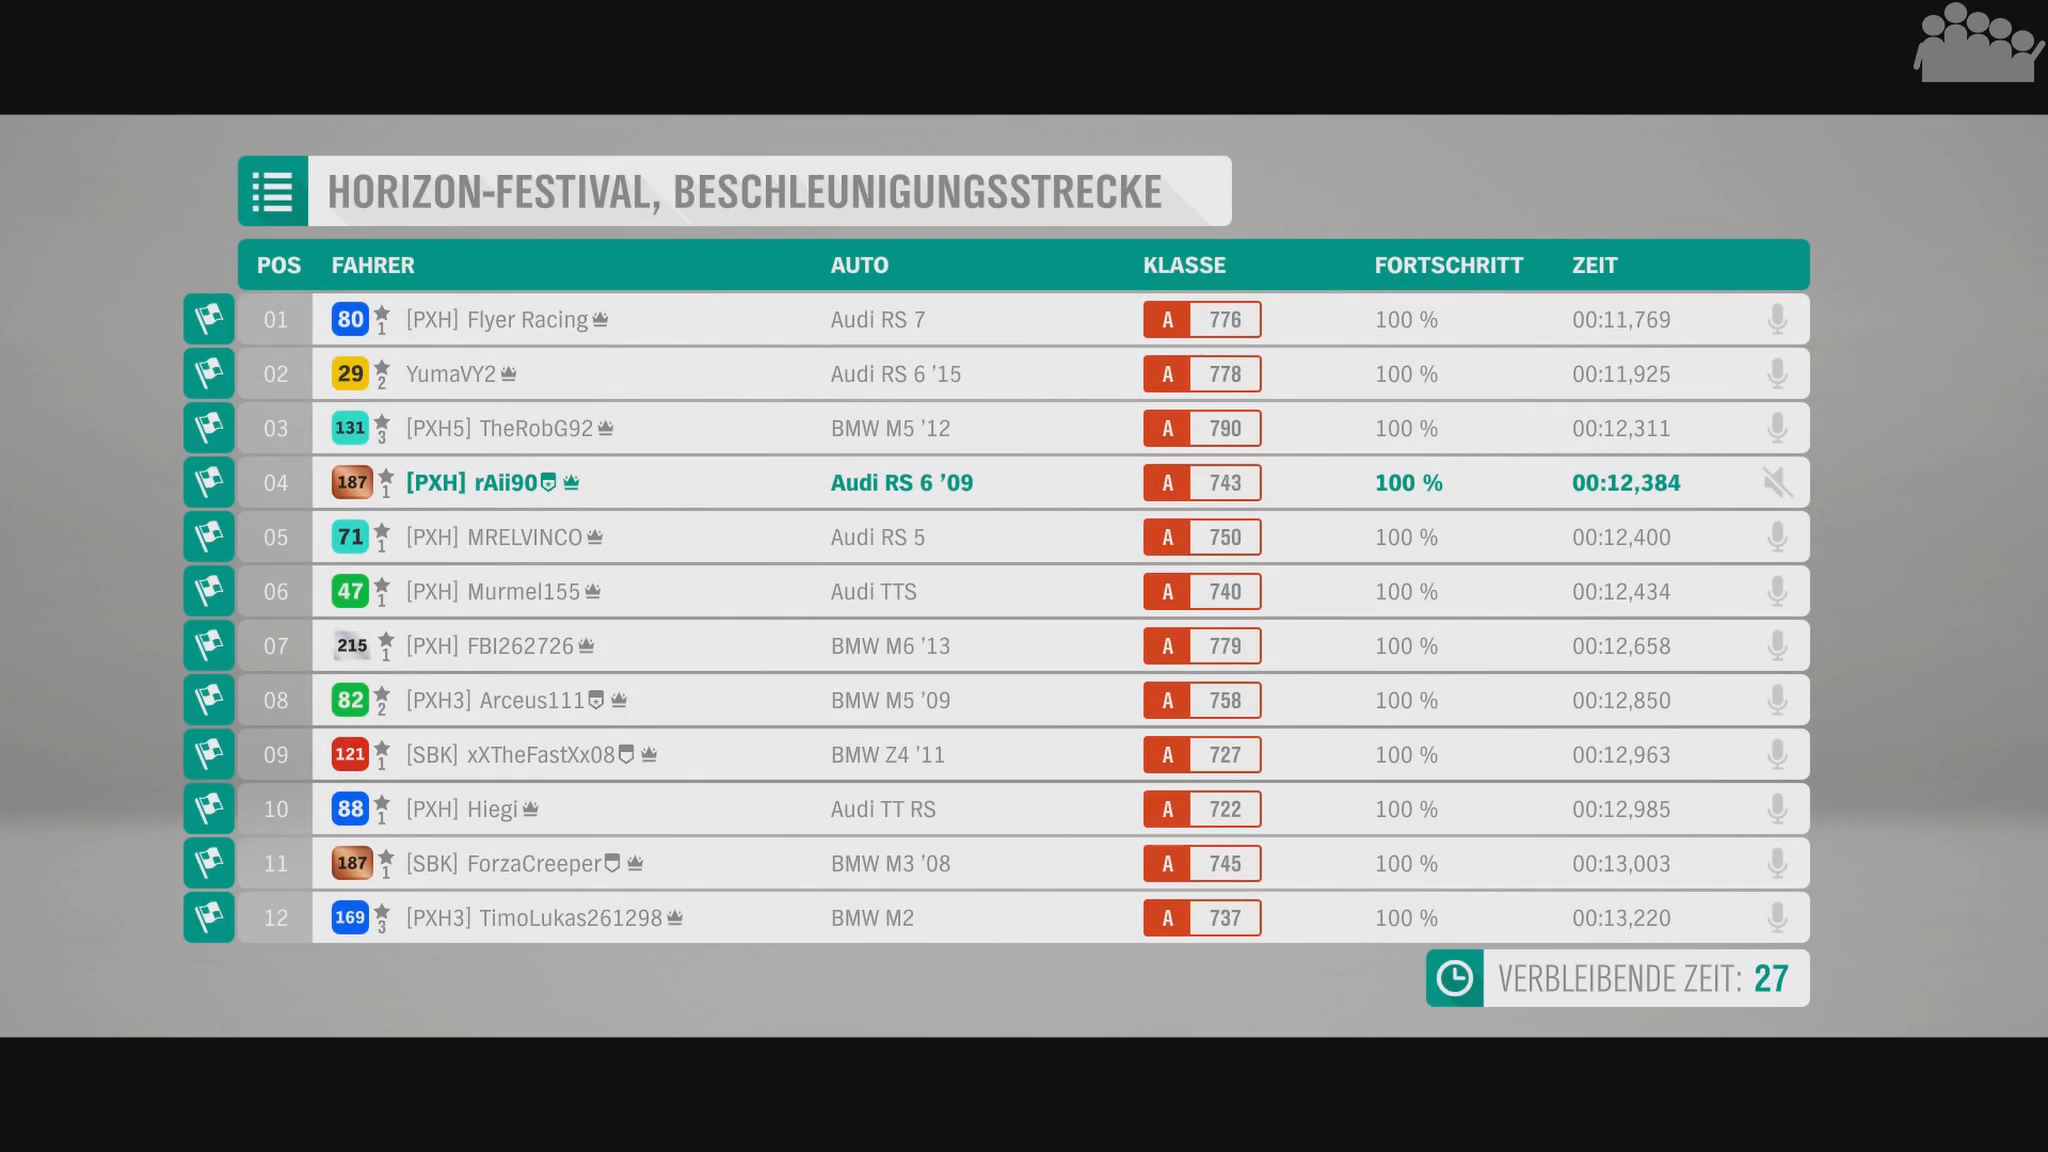 HORIZON-FESTIVAL, BESCHLEUNIGUNGSSTRECKE
POS FAHRER AUTO KLASSE FORTSCHRITT ZEIT
01 80 1 [PXH] Flyer Racing Audi RS 7 A 776 100 % 00:11,769
02 29 2 YumaVY2 Audi RS 6 ’15 A 778 100 % 00:11,925
03 131 3 [PXH5] TheRobG92 BMW M5 ’12 A 790 100 % 00:12,311
04 187 1 [PXH] rAii90 Audi RS 6 ’09 A 743 100 % 00:12,384
05 71 1 [PXH] MRELVINCO Audi RS 5 A 750 100 % 00:12,400
06 47 1 [PXH] Murmel155 Audi TTS A 740 100 % 00:12,434
07 215 1 [PXH] FBI262726 BMW M6 ’13 A 779 100 % 00:12,658
08 82 2 [PXH3] Arceus111 BMW M5 ’09 A 758 100 % 00:12,850
09 121 1 [SBK] xXTheFastXx08 BMW Z4 ’11 A 727 100 % 00:12,963
10 88 1 [PXH] Hiegi Audi TT RS A 722 100 % 00:12,985
11 187 1 [SBK] ForzaCreeper BMW M3 ’08 A 745 100 % 00:13,003
12 169 3 [PXH3] TimoLukas261298 BMW M2 A 737 100 % 00:13,220
VERBLEIBENDE ZEIT: 27